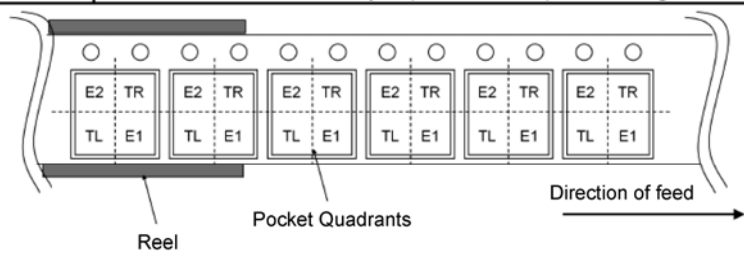 E2 TR E2 TR E2 TR E2 TR E2 TR E2 TR
TL E1 TL E1 TL E1 TL E1 TL E1 TL E1
Direction of feed
Pocket Quadrants
Reel